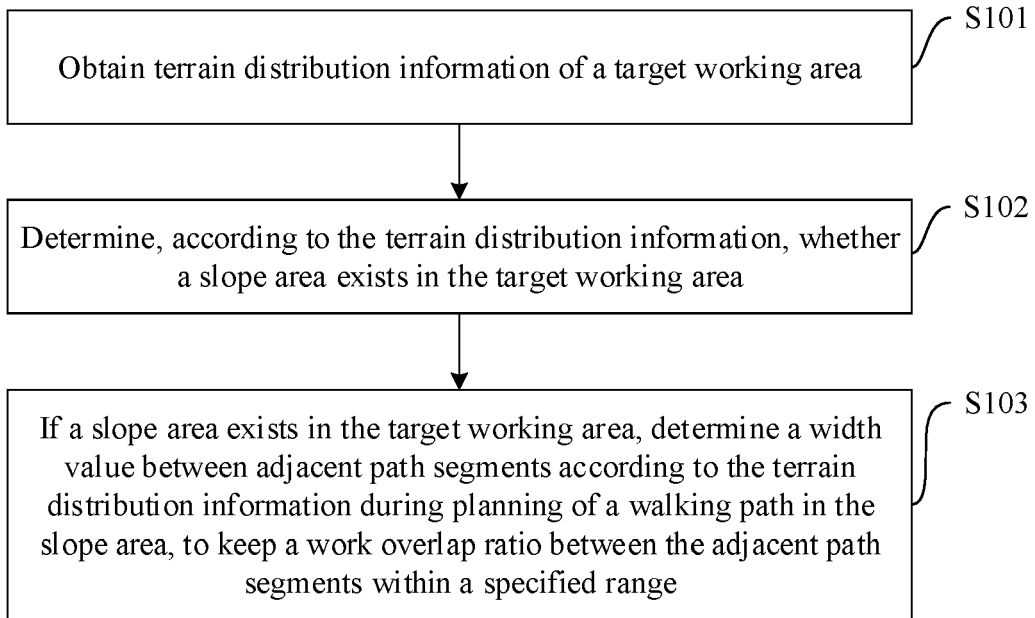 S101
Obtain terrain distribution information of a target working area
S102
Determine, according to the terrain distribution information, whether
a slope area exists in the target working area
S103
If a slope area exists in the target working area, determine a width
value between adjacent path segments according to the terrain
distribution information during planning of a walking path in the
slope area, to keep a work overlap ratio between the adjacent path
segments within a specified range